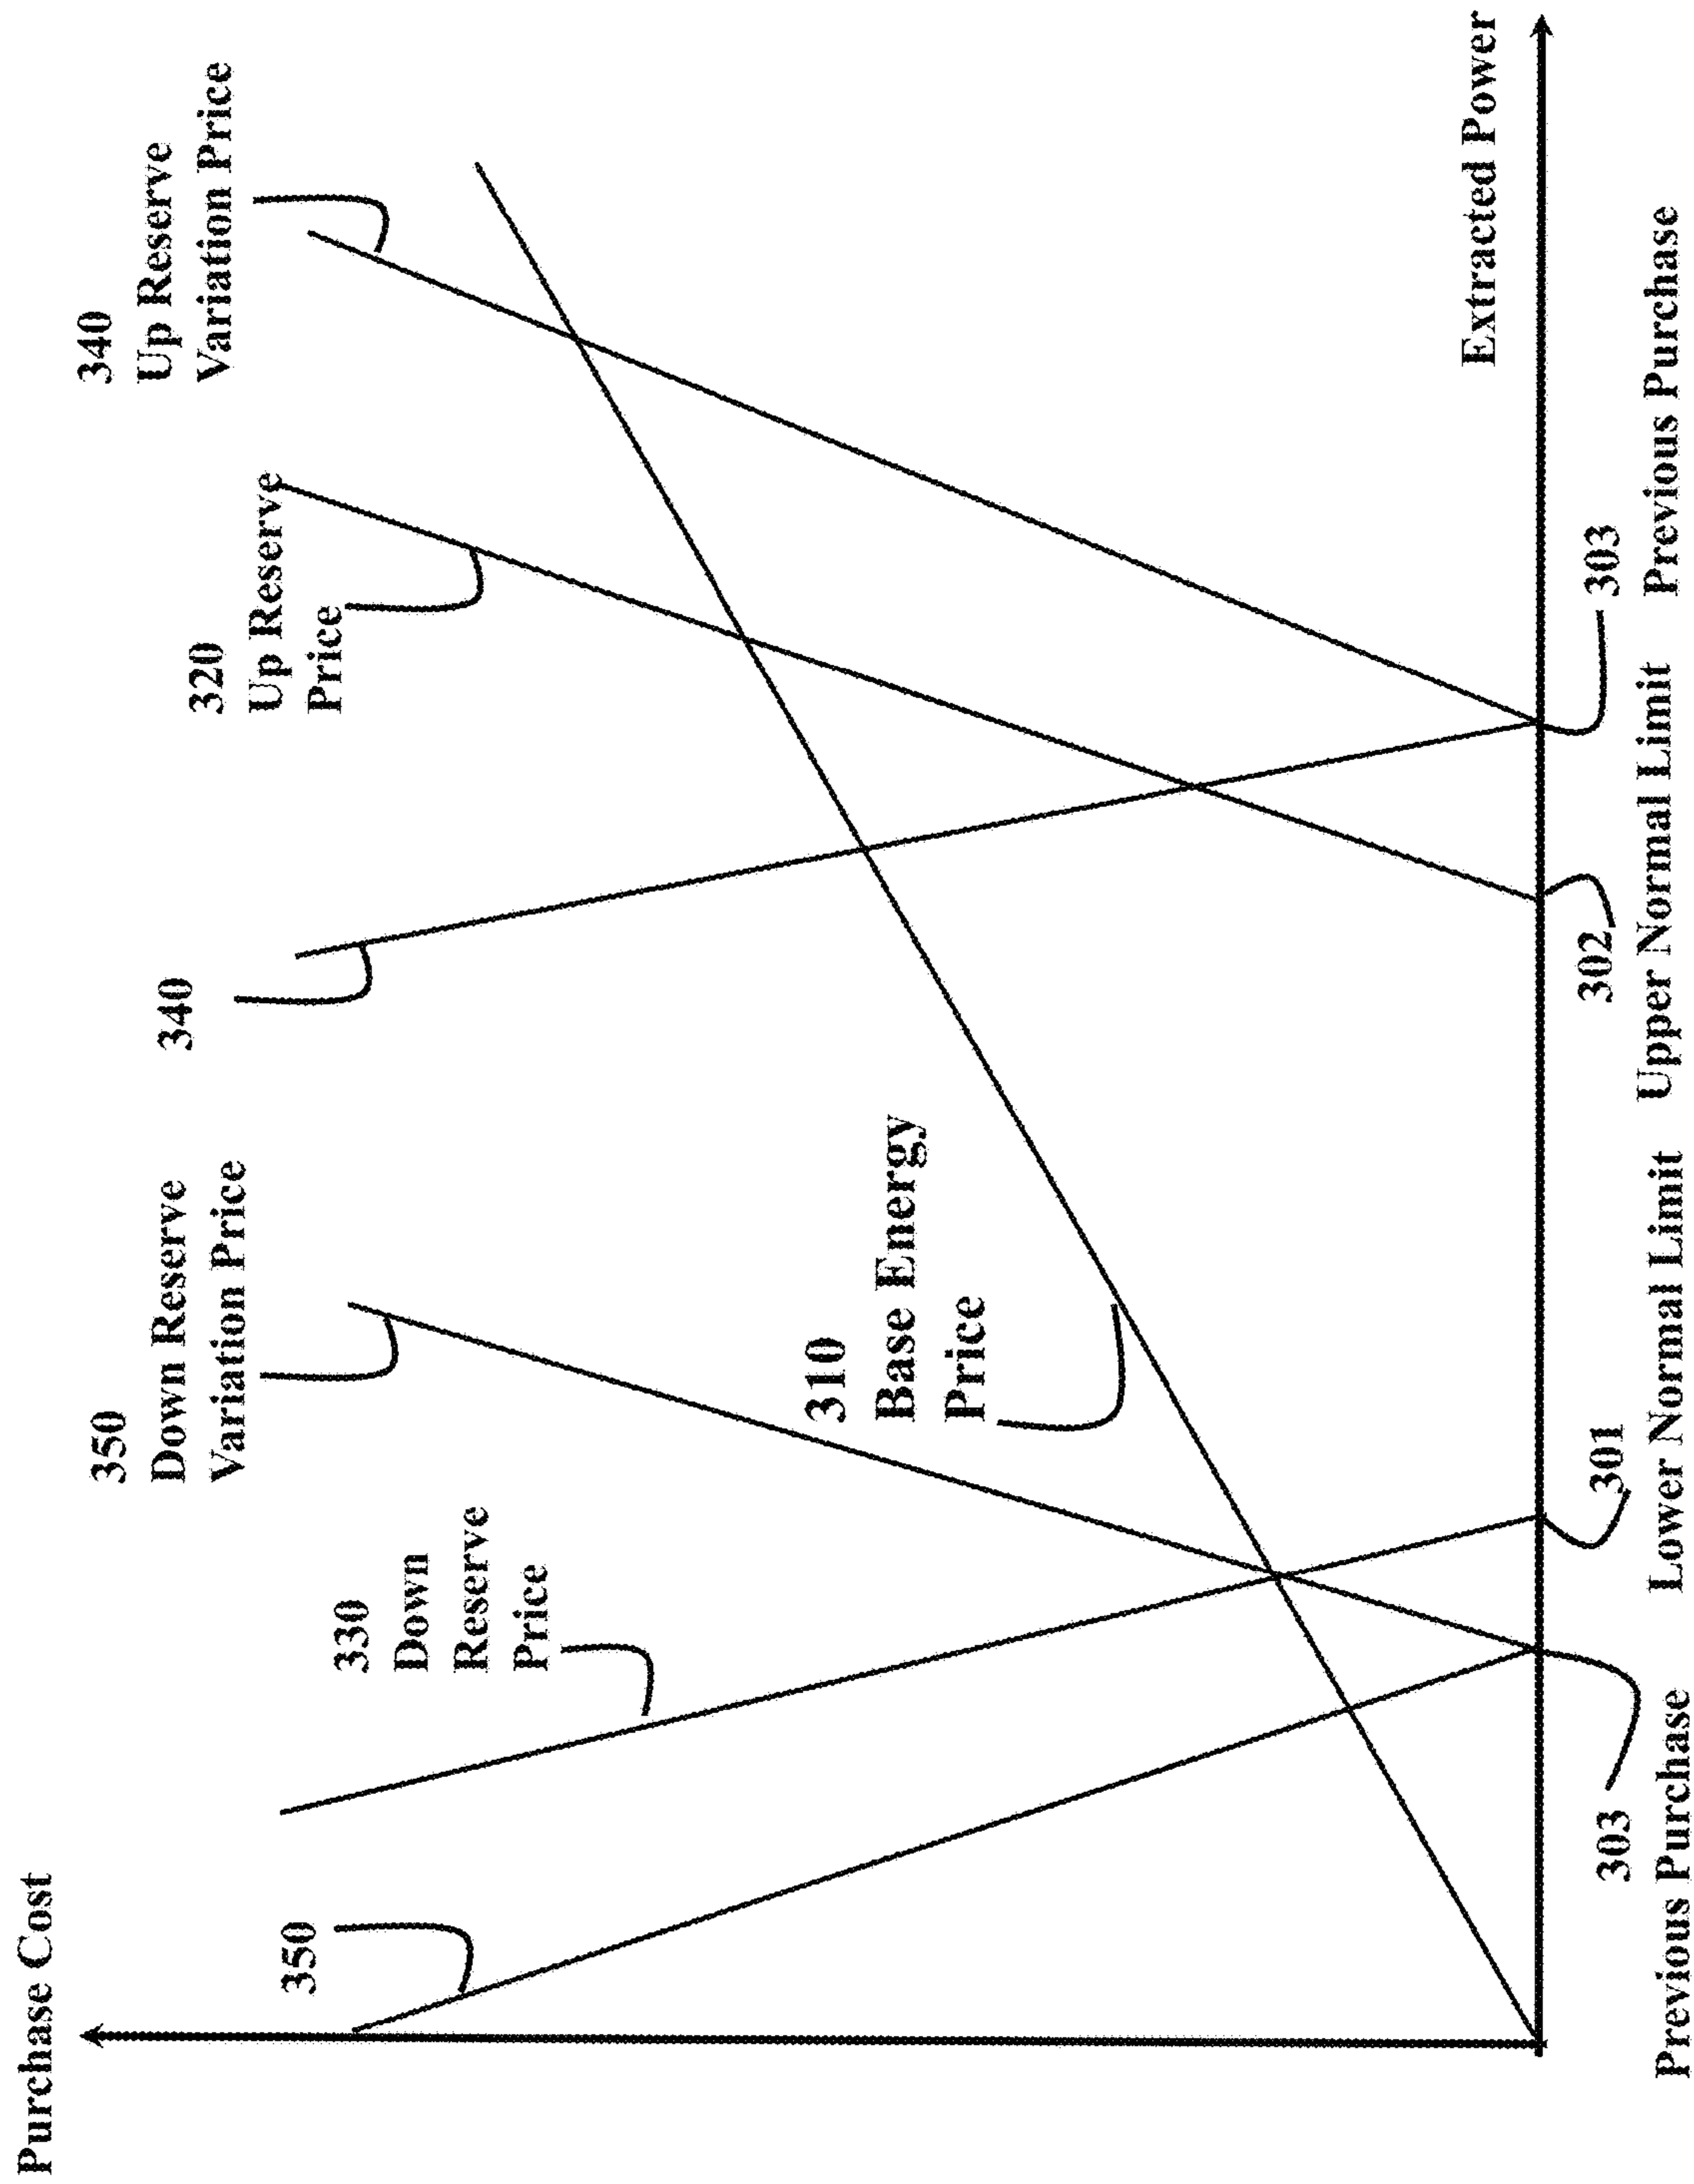 Purchase Cost
350
330
Down
Reserve
Price
350
Down Reserve
Variation Price
310
Base Energy
Price
340
320
Up Reserve
Price
340
Up Reserve
Variation Price
Extracted Power
303
Previous Purchase
301
Lower Normal Limit
302
Upper Normal Limit
303
Previous Purchase